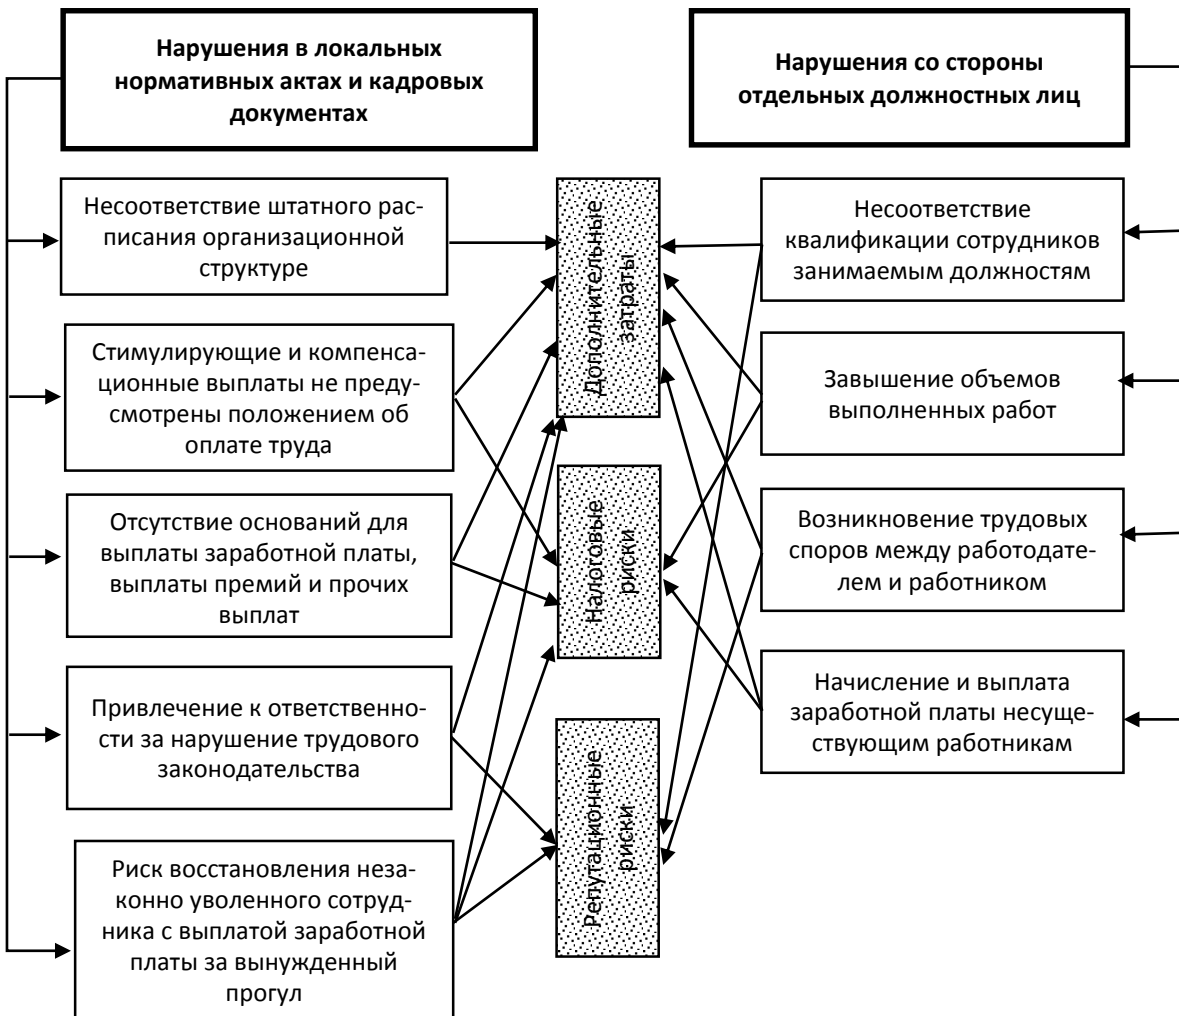 Нарушения в локальных
нормативных актах и кадровых
документах
Нарушения со стороны
отдельных должностных лиц
Несоответствие штатного рас-
писания организационной
структуре
Стимулирующие и компенса-
ционные выплаты не преду-
смотрены положением об
оплате труда
Отсутствие оснований для
выплаты заработной платы,
выплаты премий и прочих
выплат
Привлечение к ответственно-
сти за нарушение трудового
законодательства
Риск восстановления неза-
конно уволенного сотруд-
ника с выплатой заработной
платы за вынужденный
прогул
Дополнительные
затраты
Налоговые
риски
Репутационные
риски
Несоответствие
квалификации сотрудников
занимаемым должностям
Завышение объемов
выполненных работ
Возникновение трудовых
споров между работодате-
лем и работником
Начисление и выплата
заработной платы несуще-
ствующим работникам